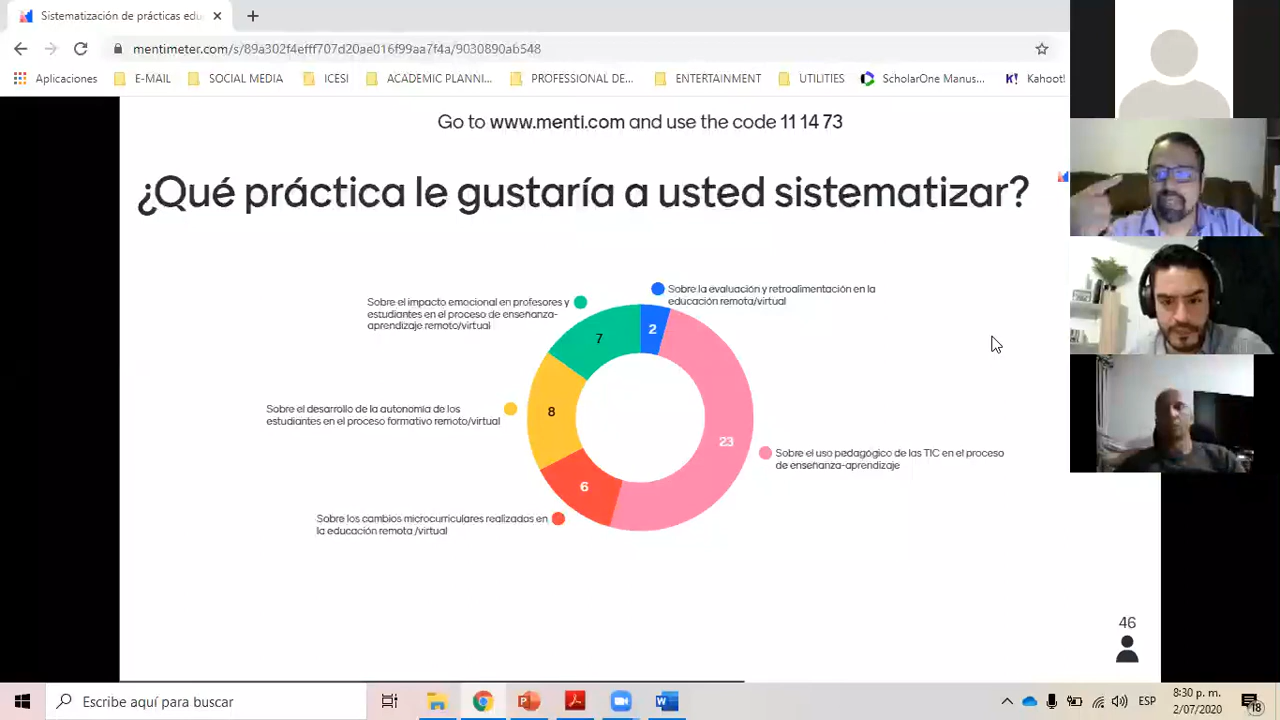 Sistematización de prácticas edu
mentimeter.com/s/89a302f4efff707d20ae016f99aa7f4a/9030890ab548
Aplicaciones
E-MAIL
SOCIAL MEDIA
ICESI
ACADEMIC PLANNI...
PROFESSIONAL DE...
ENTERTAINMENT
UTILITIES
ScholarOne Manus...
Kahoot!
Go to www.menti.com and use the code 11 14 73
¿Qué práctica le gustaría a usted sistematizar?
Sobre la evaluación y retroalimentación en la
educación remota/virtual
Sobre el impacto emocional en profesores y
estudiantes en el proceso de enseñanza-
aprendizaje remoto/virtual
2
7
Sobre el desarrollo de la autonomía de los
estudiantes en el proceso formativo remoto/virtual
8
23
Sobre el uso pedagógico de las TIC en el proceso
de enseñanza-aprendizaje
6
Sobre los cambios microcurriculares realizados en
la educación remota /virtual
46
Escribe aquí para buscar
ESP
8:30 p. m.
2/07/2020
18